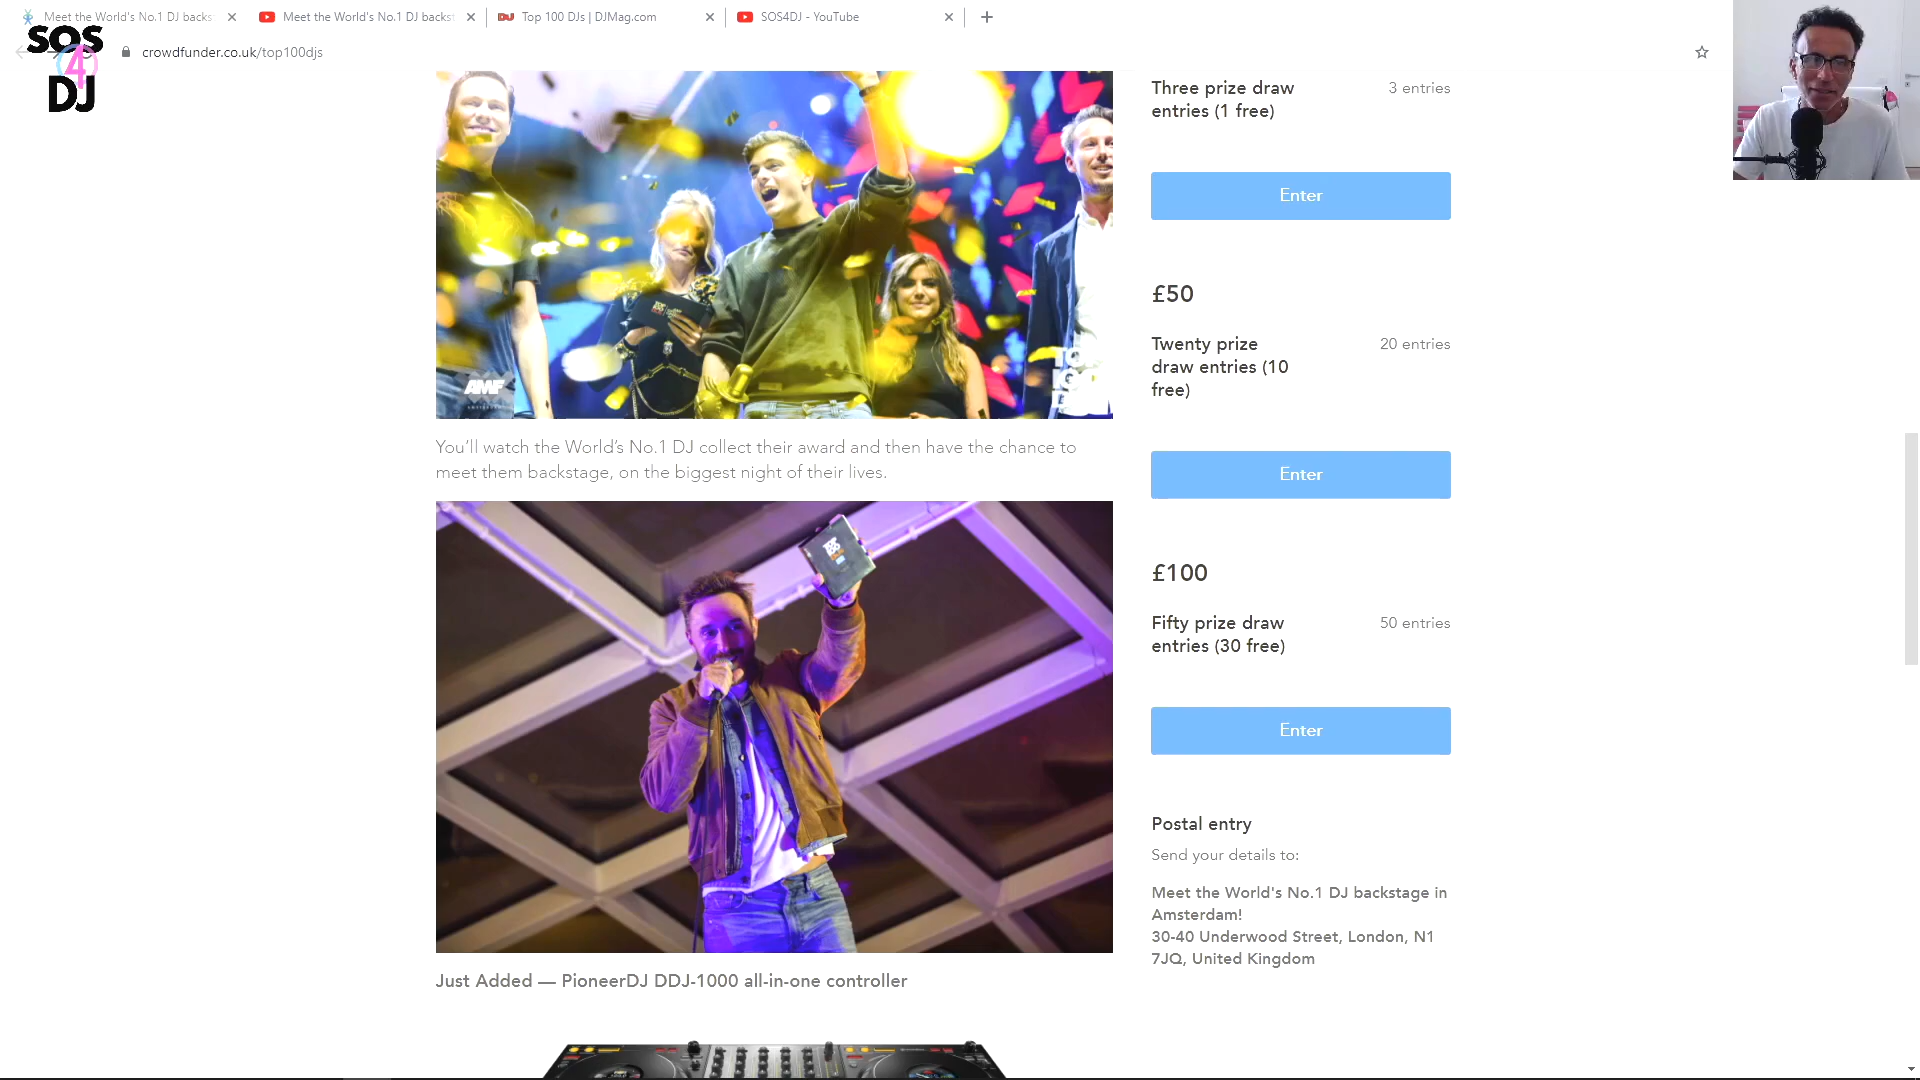 Meet the World's No.1 DJ backs
Meet the World's No.1 DJ backst
Top 100 DJs | DJMag.com
SOS4DJ - YouTube
SOS
4
DJ
crowdfunder.co.uk/top100djs
Three prize draw
entries (1 free)
3 entries
Enter
£50
Twenty prize
draw entries (10
free)
20 entries
Enter
AMF
You'll watch the World's No.1 DJ collect their award and then have the chance to
meet them backstage, on the biggest night of their lives.
£100
Fifty prize draw
entries (30 free)
50 entries
Enter
Postal entry
Send your details to:
Meet the World's No.1 DJ backstage in
Amsterdam!
30-40 Underwood Street, London, N1
7JQ, United Kingdom
Just Added — PioneerDJ DDJ-1000 all-in-one controller